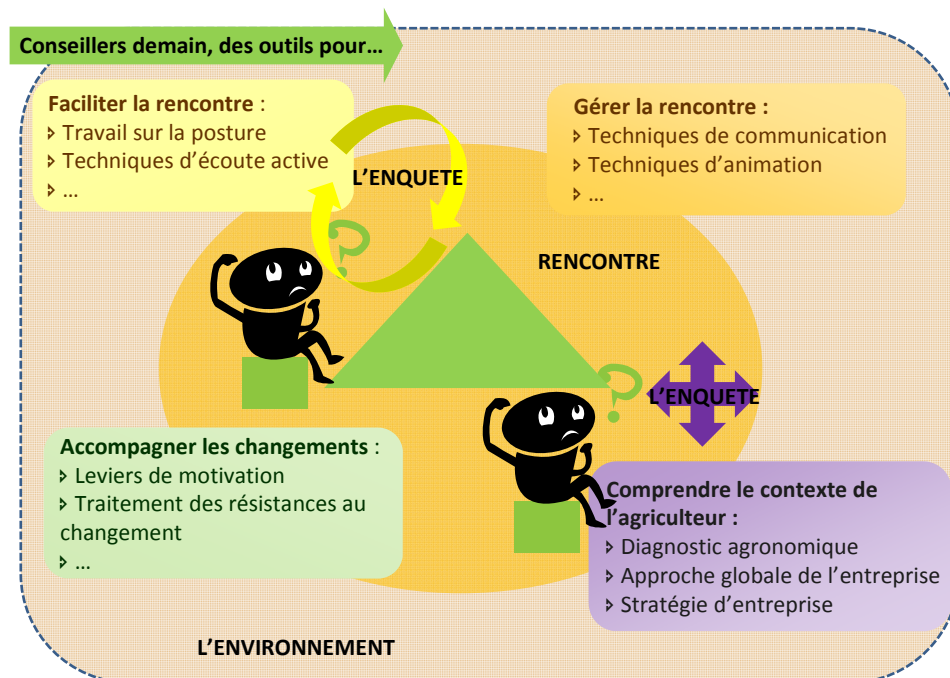 Conseillers demain, des outils pour…
Faciliter la rencontre :
Travail sur la posture
Techniques d'écoute active
...
Gérer la rencontre :
Techniques de communication
Techniques d'animation
...
L'ENQUETE
?
RENCONTRE
?
L'ENQUETE
Accompagner les changements :
Leviers de motivation
Traitement des résistances au
changement
...
Comprendre le contexte de
l'agriculteur :
Diagnostic agronomique
Approche globale de l'entreprise
Stratégie d'entreprise
L'ENVIRONNEMENT